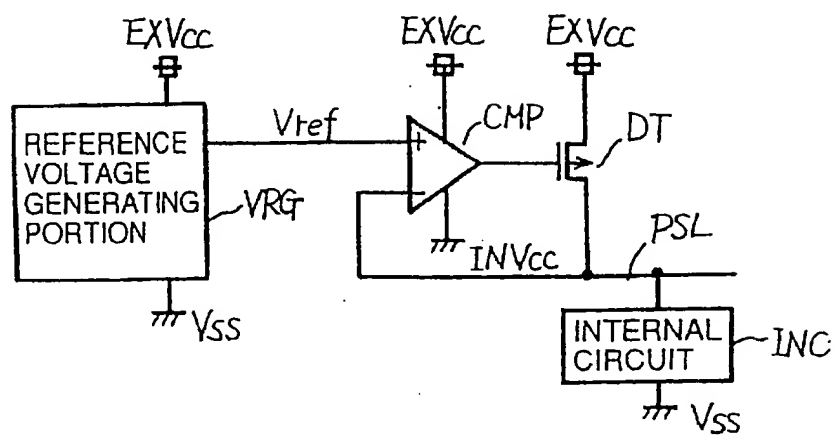 EXVcc
EXVcc
EXVcc
REFERENCE
VOLTAGE
GENERATING
PORTION
VRG
Vss
Vref
+
-
CMP
DT
INVcc
PSL
INTERNAL
CIRCUIT
INC
Vss